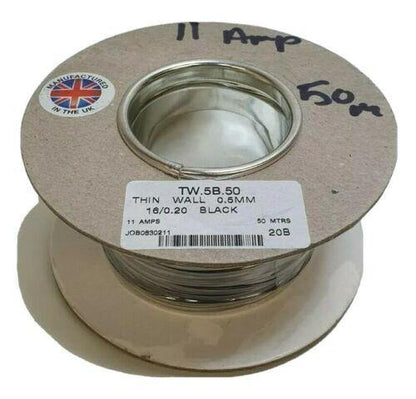 11 Amp
50m
MANUFACTURED
IN THE UK
TW.5B.50
THIN WALL 0.5MM
16/0.20 BLACK
11 AMPS 50 MTRS
JOB0830211 20B